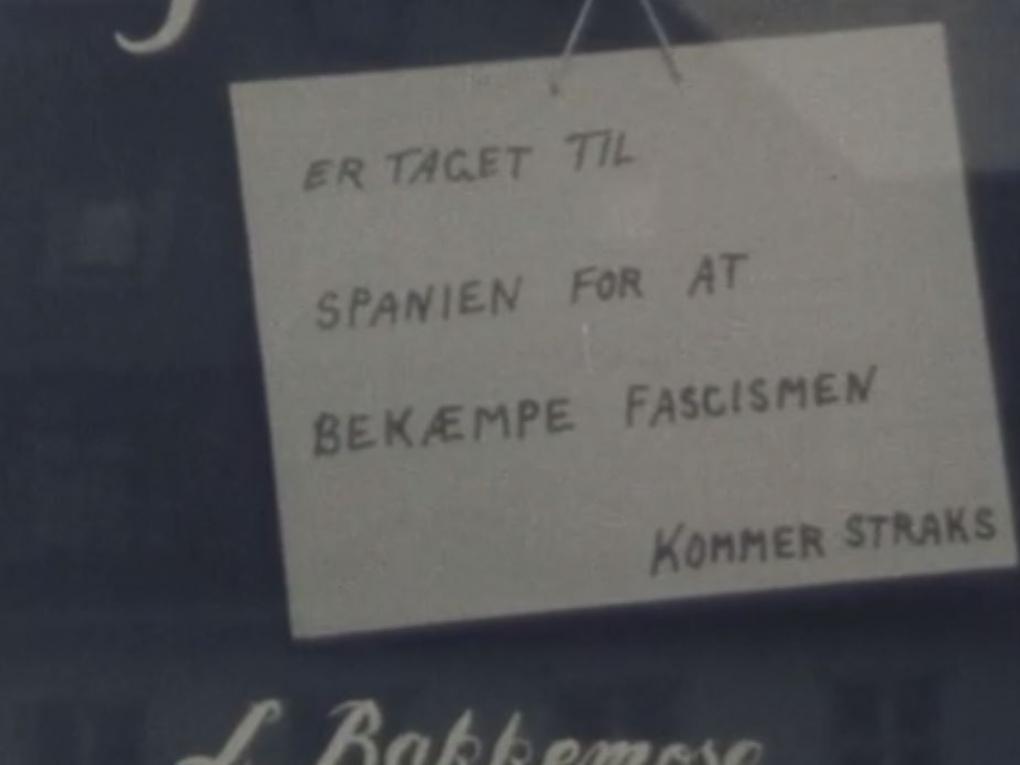 ER TAGET TIL
SPANIEN FOR AT
BEKÆMPE FASCISMEN
KOMMER STRAKS
Bakkemose